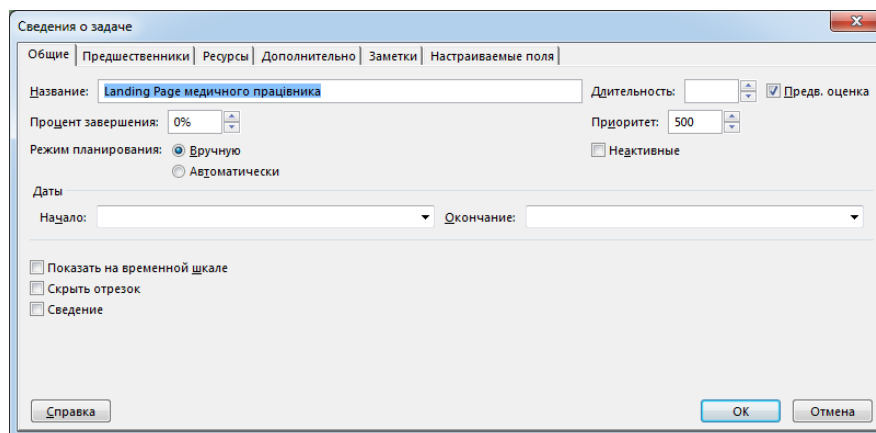 Сведения о задаче
Общие Предшественники Ресурсы Дополнительно Заметки Настраиваемые поля
Название: Landing Page медичного працівника Длительность: Предв. оценка
Процент завершения: 0% Приоритет: 500
Режим планирования: Вручную Неактивные
Автоматически
Даты
Начало: Окончание:
Показать на временной шкале
Скрыть отрезок
Сведение
Справка ОК Отмена